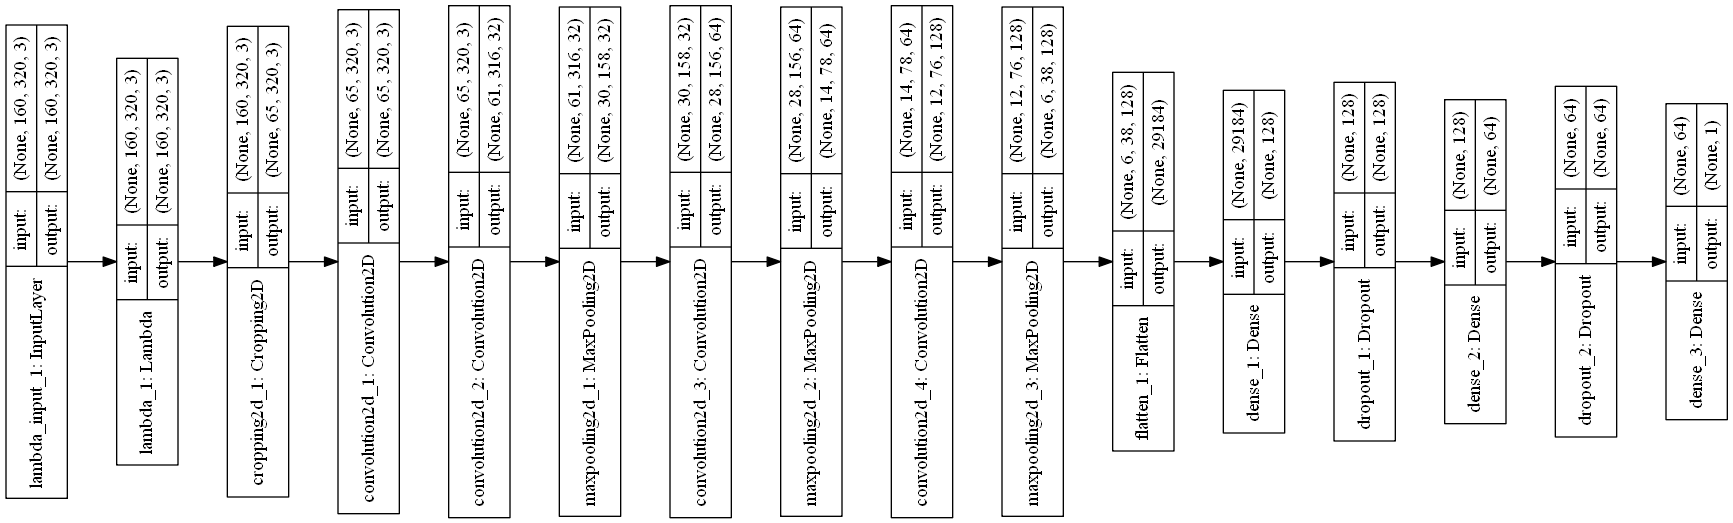 lambda_input_1: InputLayer
input:
(None, 160, 320, 3)
output:
(None, 160, 320, 3)
lambda_1: Lambda
input:
(None, 160, 320, 3)
output:
(None, 160, 320, 3)
cropping2d_1: Cropping2D
input:
(None, 160, 320, 3)
output:
(None, 65, 320, 3)
convolution2d_1: Convolution2D
input:
(None, 65, 320, 3)
output:
(None, 65, 320, 3)
convolution2d_2: Convolution2D
input:
(None, 65, 320, 3)
output:
(None, 61, 316, 32)
maxpooling2d_1: MaxPooling2D
input:
(None, 61, 316, 32)
output:
(None, 30, 158, 32)
convolution2d_3: Convolution2D
input:
(None, 30, 158, 32)
output:
(None, 28, 156, 64)
maxpooling2d_2: MaxPooling2D
input:
(None, 28, 156, 64)
output:
(None, 14, 78, 64)
convolution2d_4: Convolution2D
input:
(None, 14, 78, 64)
output:
(None, 12, 76, 128)
maxpooling2d_3: MaxPooling2D
input:
(None, 12, 76, 128)
output:
(None, 6, 38, 128)
flatten_1: Flatten
input:
(None, 6, 38, 128)
output:
(None, 29184)
dense_1: Dense
input:
(None, 29184)
output:
(None, 128)
dropout_1: Dropout
input:
(None, 128)
output:
(None, 128)
dense_2: Dense
input:
(None, 128)
output:
(None, 64)
dropout_2: Dropout
input:
(None, 64)
output:
(None, 64)
dense_3: Dense
input:
(None, 64)
output:
(None, 1)